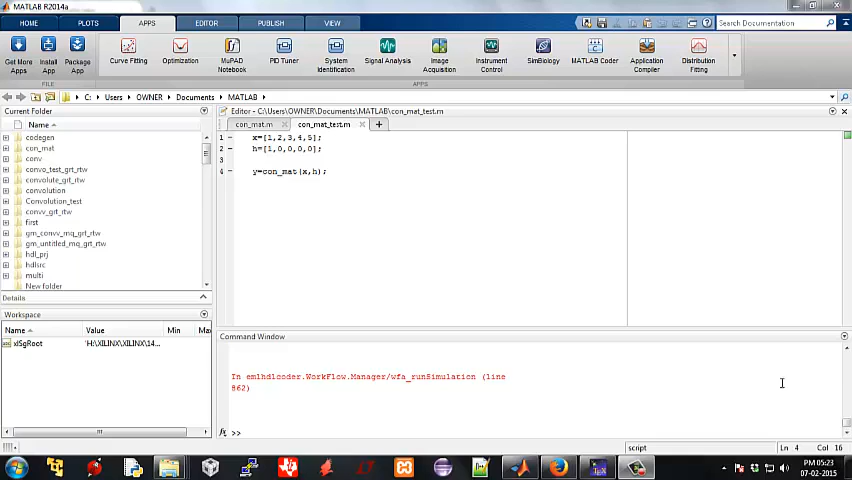 MATLAB R2014a
HOME PLOTS APPS EDITOR PUBLISH VIEW
Search Documentation
Get More Apps
Install App
Package App
Curve Fitting
Optimization
MuPAD Notebook
PID Tuner
System Identification
Signal Analysis
Image Acquisition
Instrument Control
SimBiology
MATLAB Coder
Application Compiler
Distribution Fitting
FILE APPS
C: Users OWNER Documents MATLAB
Current Folder
Name
codegen
con_mat
conv
convo_test_grt_rtw
convolute_grt_rtw
convolution
Convolution_test
convv_grt_rtw
first
gm_convv_mq_grt_rtw
gm_untitled_mq_grt_rtw
hdl_prj
hdlsrc
multi
New folder
Details
Workspace
Name Value Min Max
xlSgRoot 'H:\XILINX\XILINX\14...
Editor - C:\Users\OWNER\Documents\MATLAB\con_mat_test.m
con_mat.m con_mat_test.m
1 x=[1,2,3,4,5];
2 h=[1,0,0,0,0];
3
4 y=con_mat(x,h);
Command Window
In emlhdlcoder.WorkFlow.Manager/wfa_runSimulation (line
862)
fx >>
script Ln 4 Col 16
PM 05:23
07-02-2015